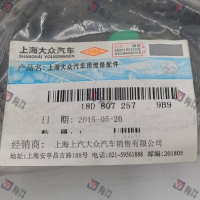 上海大众汽车
SHANGHAI VOLKSWAGEN
产品名: 上海大众汽车用维修配件
18D 807 257 9B9
日 期: 2015-05-26
经销商: 上海上汽大众汽车销售有限公司
地址: 上海安亭昌吉路188号 电话: 021-59561888 邮编: 201805